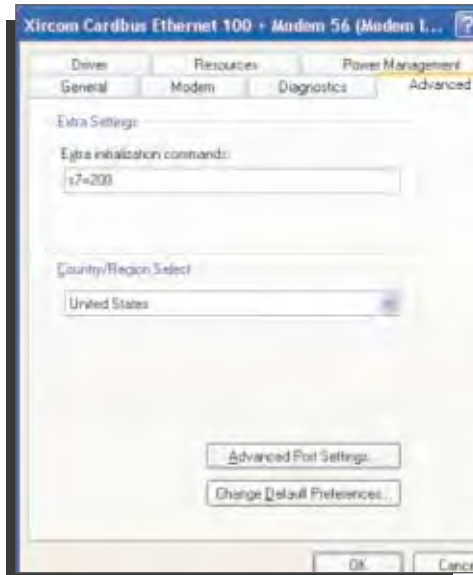 Xircom Cardbus Ethernet 100 + Modem 56 (Modem I... ?
Driver Resources Power Management
General Modem Diagnostics Advanced
Extra Settings
Extra initialization commands:
s7=200
Country/Region Select
United States
Advanced Port Settings...
Change Default Preferences...
OK Canc